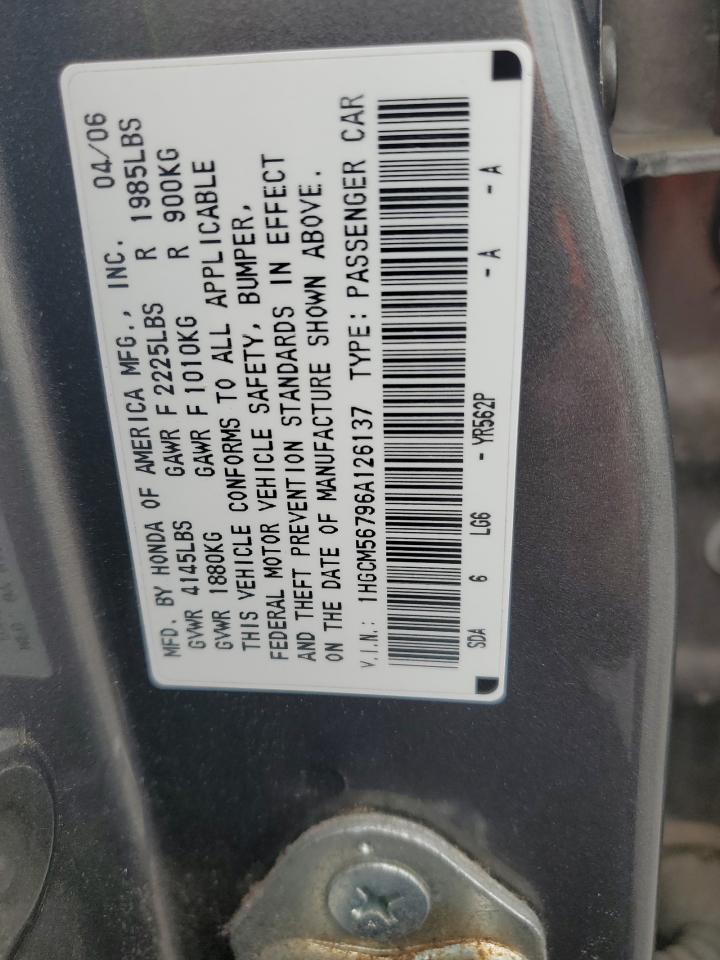 MFD. BY HONDA OF AMERICA MFG., INC. 04/06
GVWR 4145LBS GAWR F 2225LBS R 1985LBS
GVWR 1880KG GAWR F 1010KG R 900KG
THIS VEHICLE CONFORMS TO ALL APPLICABLE
FEDERAL MOTOR VEHICLE SAFETY, BUMPER,
AND THEFT PREVENTION STANDARDS IN EFFECT
ON THE DATE OF MANUFACTURE SHOWN ABOVE.
V.I.N.: 1HGCM56796A126137 TYPE: PASSENGER CAR
SDA 6 LG6 - YR562P - A - A